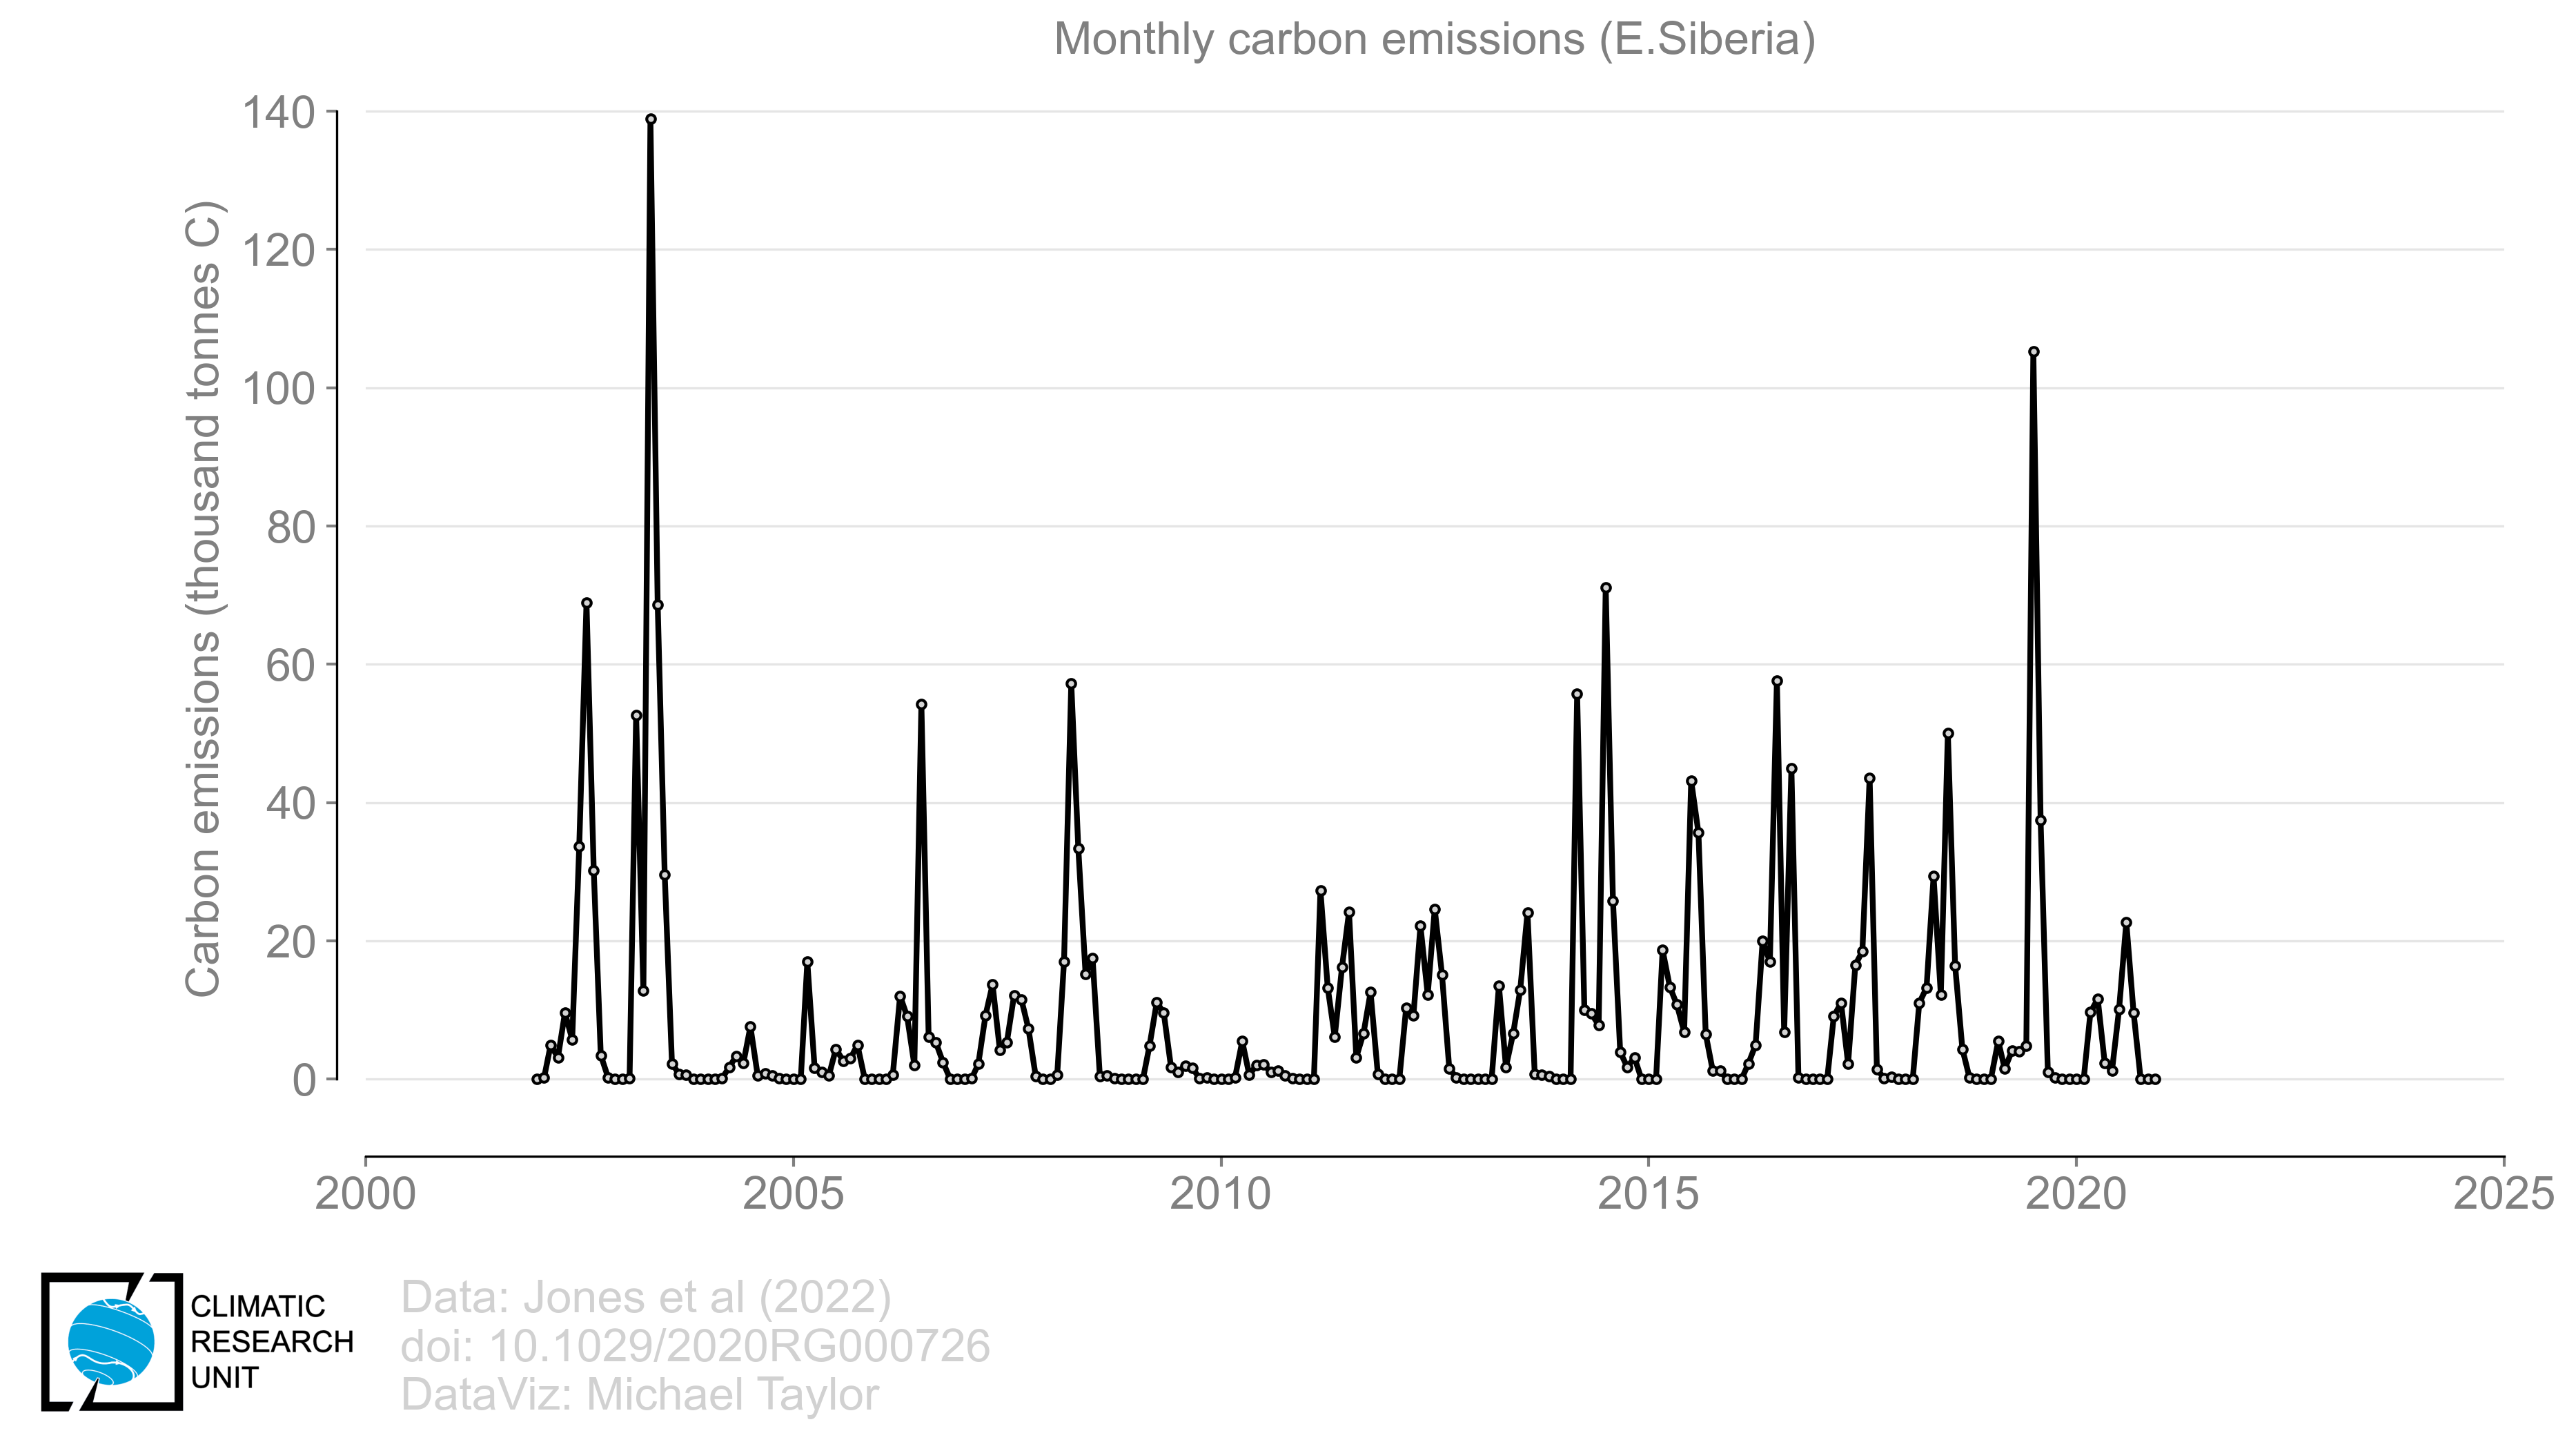 Monthly carbon emissions (E.Siberia)
Carbon emissions (thousand tonnes C)
140
120
100
80
60
40
20
0
2000
2005
2010
2015
2020
2025
CLIMATIC
RESEARCH
UNIT
Data: Jones et al (2022)
doi: 10.1029/2020RG000726
DataViz: Michael Taylor